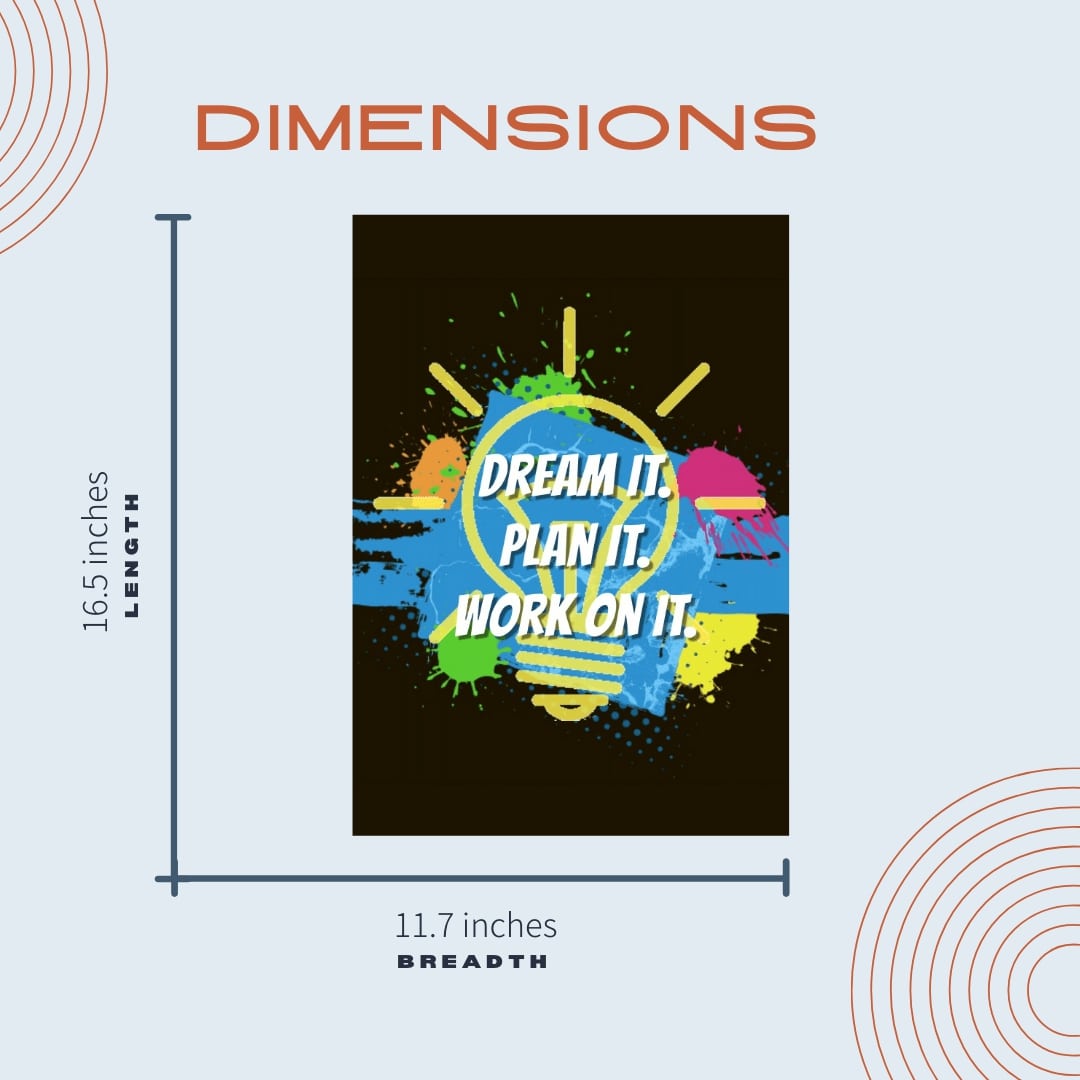 DIMENSIONS
DREAM IT.
PLAN IT.
WORK ON IT.
16.5 inches
LENGTH
11.7 inches
BREADTH